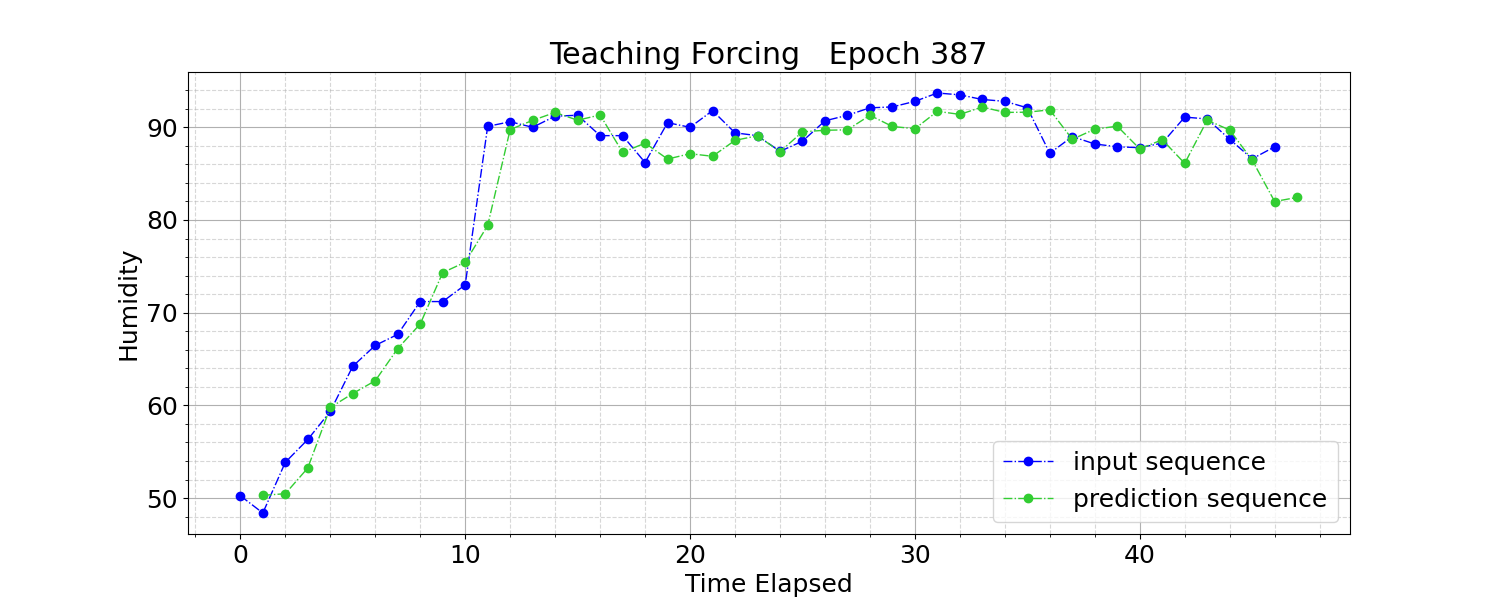 Teaching Forcing   Epoch 387
Humidity
90
80
70
60
50
0 10 20 30 40
Time Elapsed
input sequence
prediction sequence